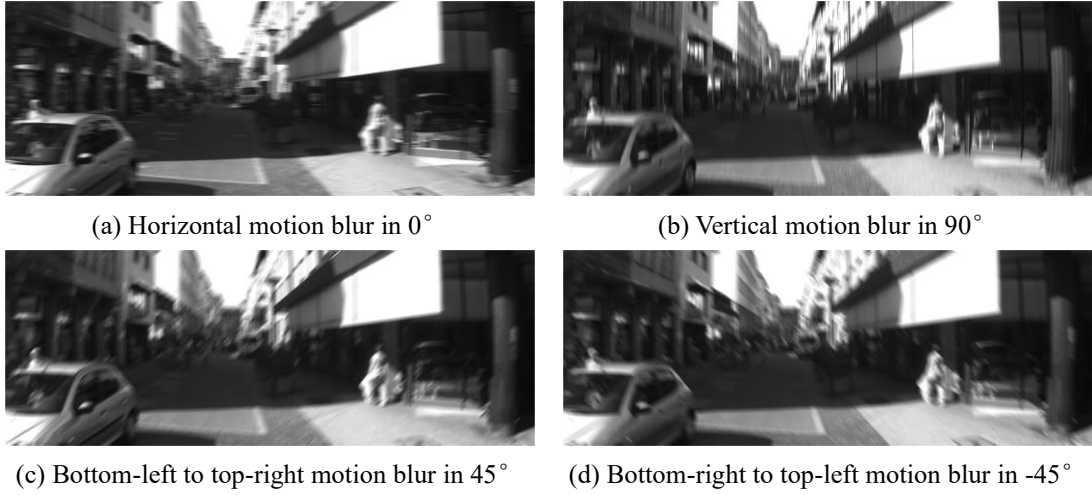 (a) Horizontal motion blur in 0°
(b) Vertical motion blur in 90°
(c) Bottom-left to top-right motion blur in 45°
(d) Bottom-right to top-left motion blur in -45°